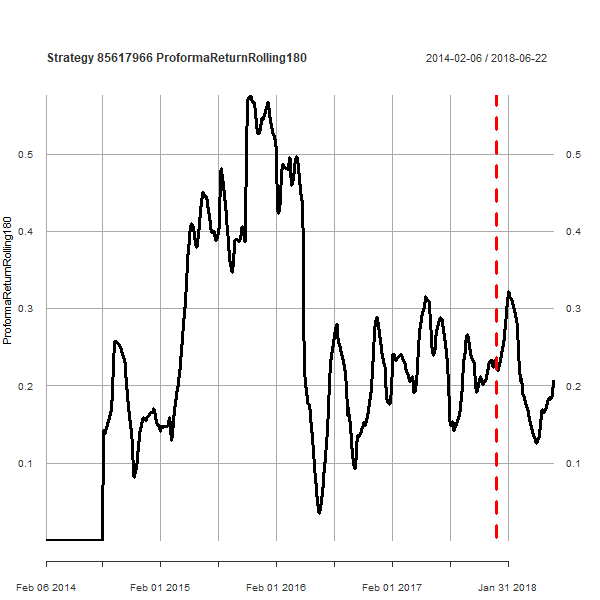 Strategy 85617966 ProformaReturnRolling180 2014-02-06 / 2018-06-22
0.5 0.5
0.4 0.4
0.3 0.3
0.2 0.2
0.1 0.1
ProformaReturnRolling180
Feb 06 2014 Feb 01 2015 Feb 01 2016 Feb 01 2017 Jan 31 2018